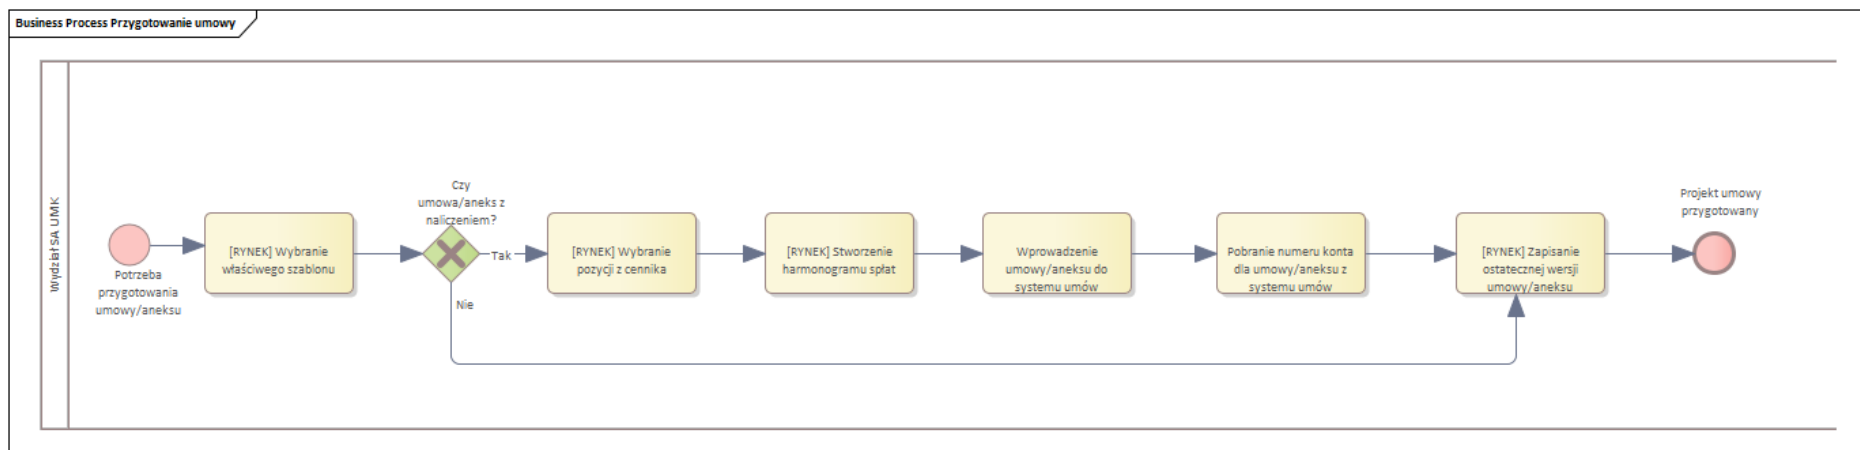 Business Process Przygotowanie umowy
Wydział SA UMK
Potrzeba
przygotowania
umowy/aneksu
[RYNEK] Wybranie
właściwego szablonu
Czy
umowa/aneks z
naliczeniem?
Tak
Nie
[RYNEK] Wybranie
pozycji z cennika
[RYNEK] Stworzenie
harmonogramu spłat
Wprowadzenie
umowy/aneksu do
systemu umów
Pobranie numeru konta
dla umowy/aneksu z
systemu umów
[RYNEK] Zapisanie
ostatecznej wersji
umowy/aneksu
Projekt umowy
przygotowany